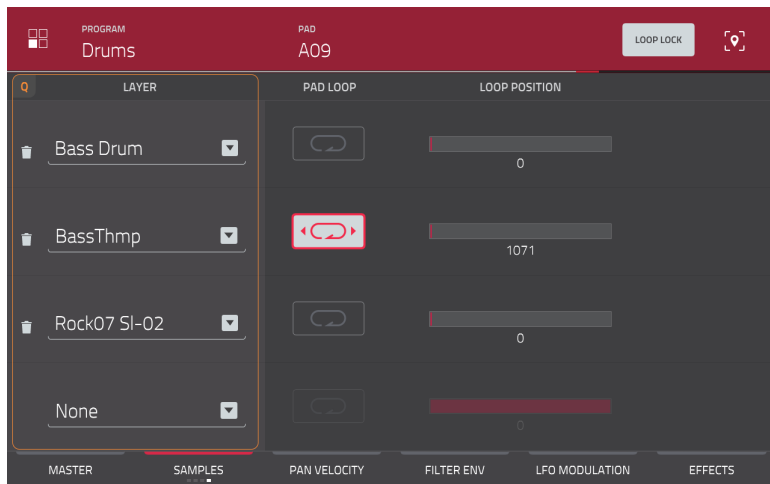 PROGRAM
Drums
PAD
A09
LOOP LOCK
Q LAYER PAD LOOP LOOP POSITION
Bass Drum
0
BassThmp
1071
Rock07 Sl-02
0
None
0
MASTER SAMPLES PAN VELOCITY FILTER ENV LFO MODULATION EFFECTS